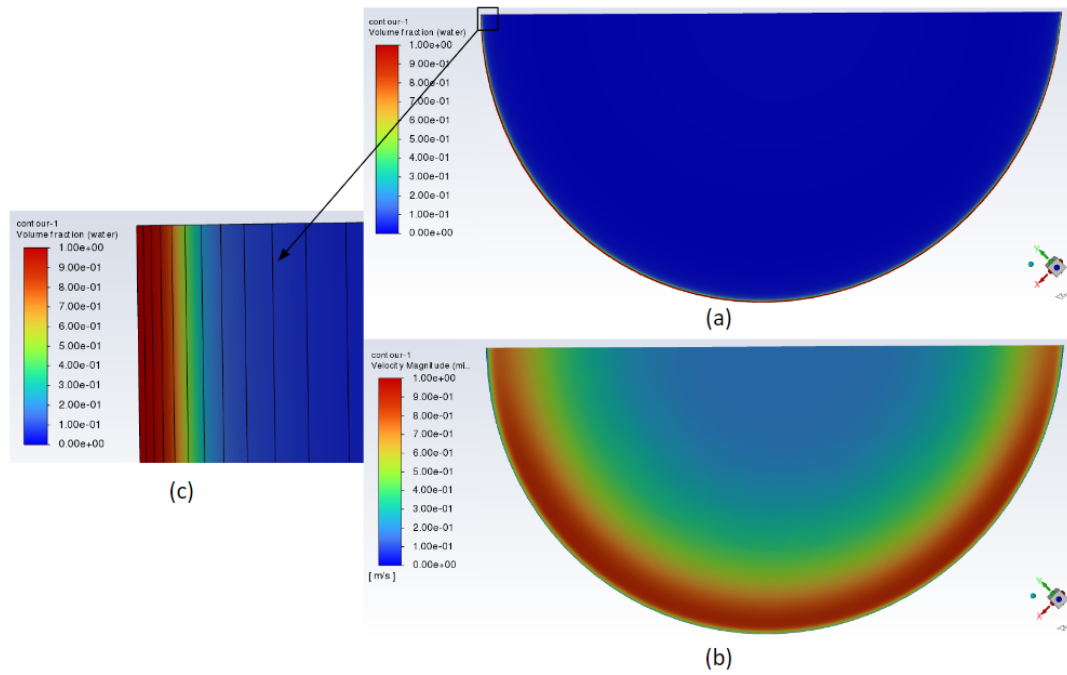 contour-1
Volume fraction (water)
1.00e+00
9.00e-01
8.00e-01
7.00e-01
6.00e-01
5.00e-01
4.00e-01
3.00e-01
2.00e-01
1.00e-01
0.00e+00
Y
X
(a)
contour-1
Volume fraction (water)
1.00e+00
9.00e-01
8.00e-01
7.00e-01
6.00e-01
5.00e-01
4.00e-01
3.00e-01
2.00e-01
1.00e-01
0.00e+00
(c)
contour-1
Velocity Magnitude (mi..
1.00e+00
9.00e-01
8.00e-01
7.00e-01
6.00e-01
5.00e-01
4.00e-01
3.00e-01
2.00e-01
1.00e-01
0.00e+00
[ m/s ]
Y
X
(b)